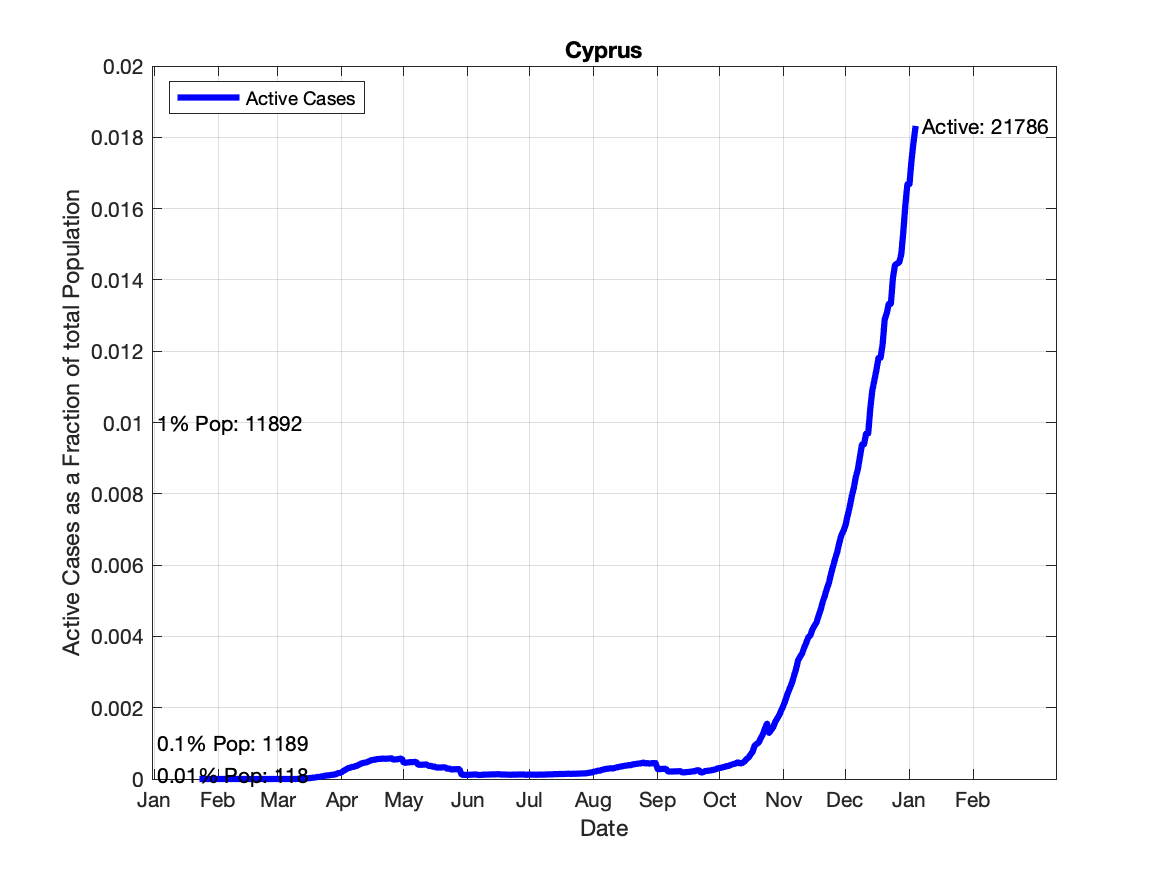 Cyprus
Active Cases
Active: 21786
0.02
0.018
0.016
0.014
0.012
0.01
0.008
0.006
0.004
0.002
0
1% Pop: 11892
0.1% Pop: 1189
0.01% Pop: 118
Active Cases as a Fraction of total Population
Jan Feb Mar Apr May Jun Jul Aug Sep Oct Nov Dec Jan Feb
Date